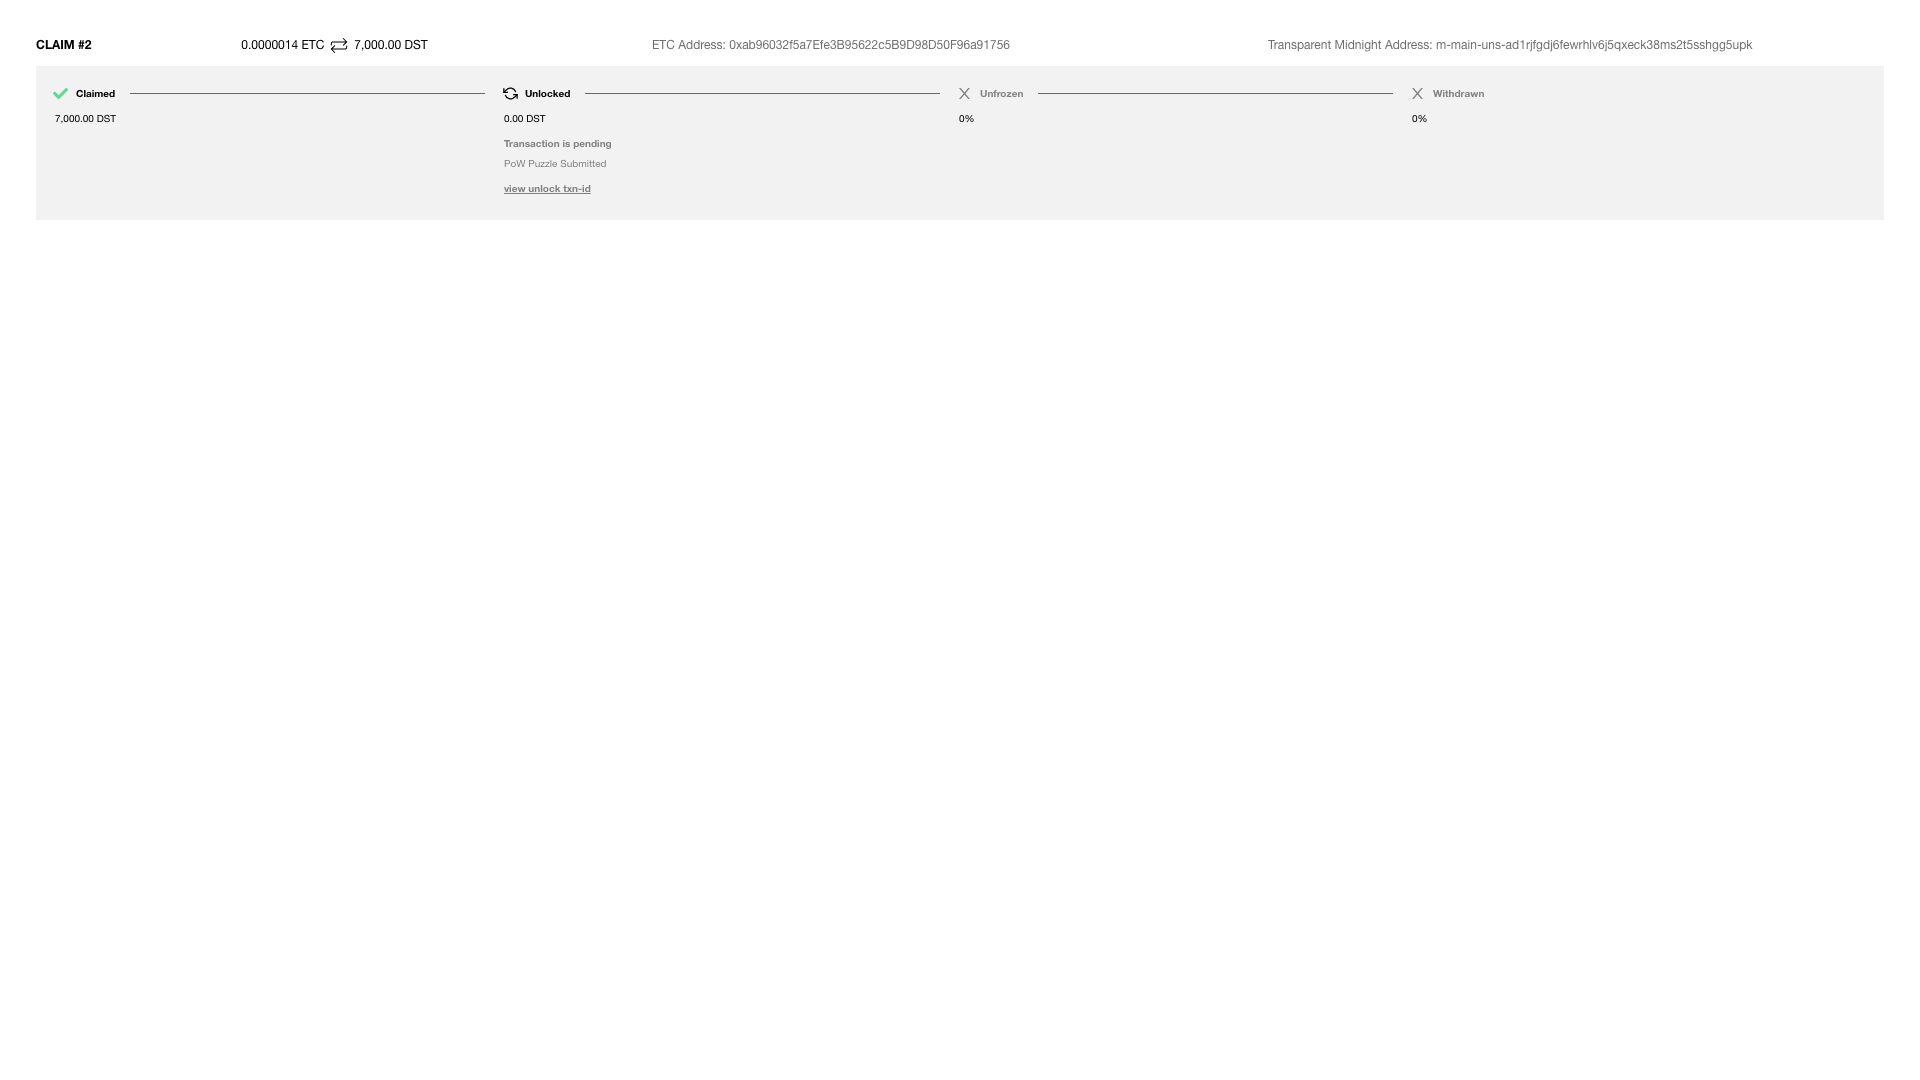 CLAIM #2
0.0000014 ETC 7,000.00 DST
ETC Address: 0xab96032f5a7Efe3B95622c5B9D98D50F96a91756
Transparent Midnight Address: m-main-uns-ad1rjfgdj6fewrhlv6j5qxeck38ms2t5sshgg5upk
Claimed
7,000.00 DST
Unlocked
0.00 DST
Transaction is pending
PoW Puzzle Submitted
view unlock txn-id
Unfrozen
0%
Withdrawn
0%